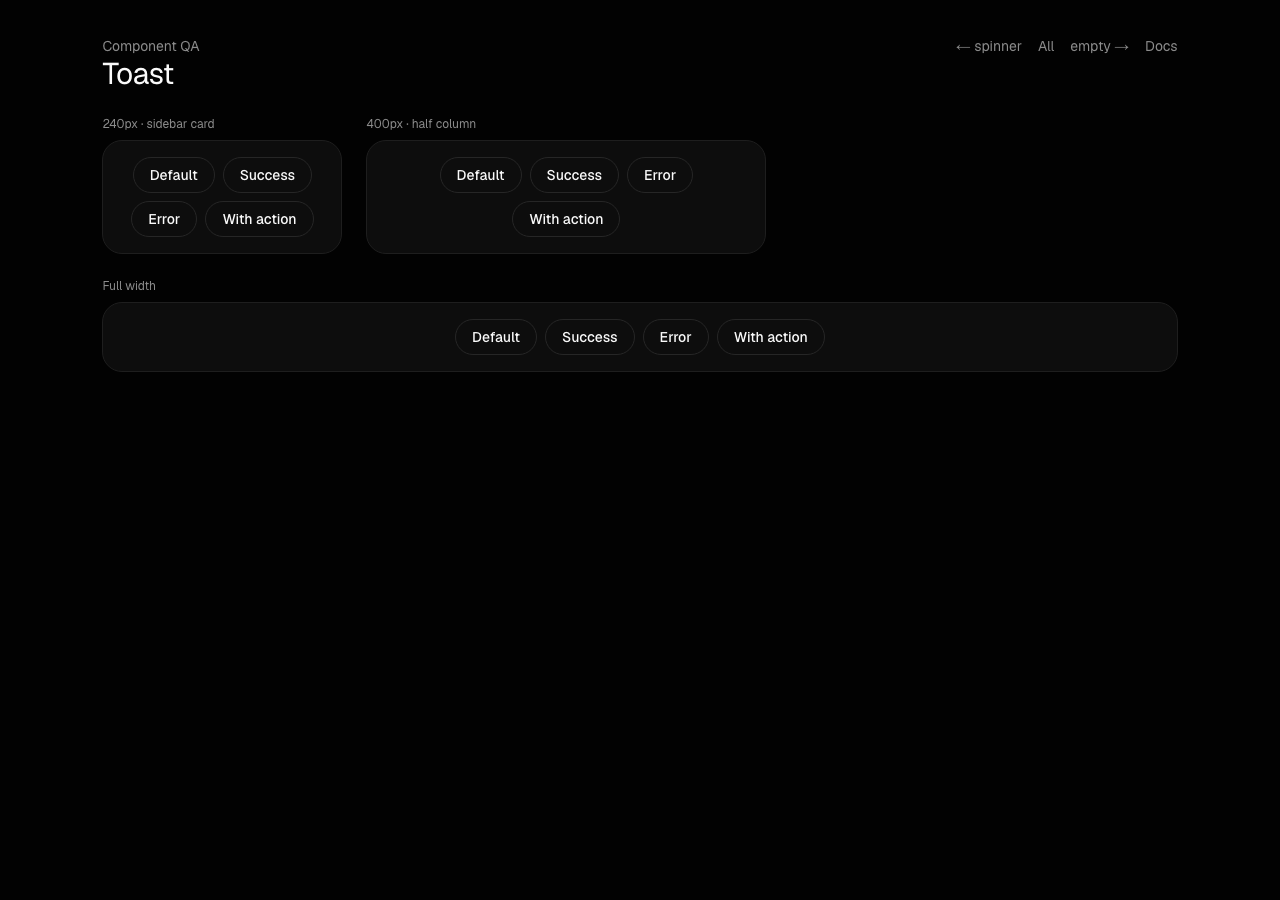 Component QA
← spinner All empty → Docs
Toast
240px · sidebar card
400px · half column
Default Success
Error With action
Default Success Error
With action
Full width
Default Success Error With action